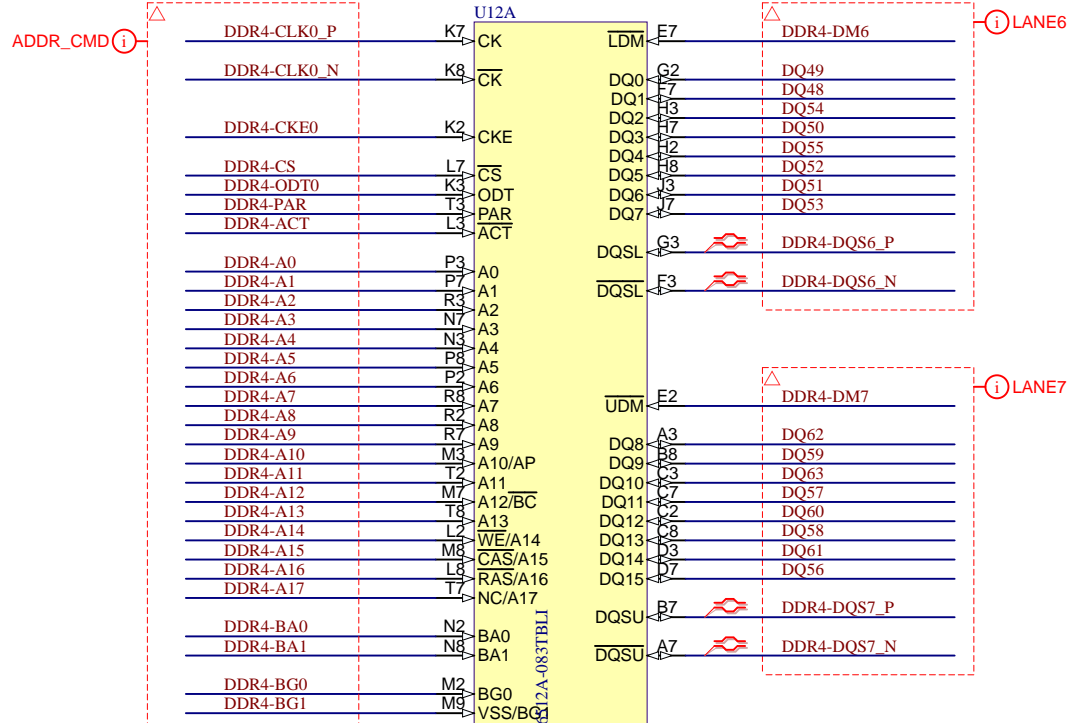 U12A
ADDR_CMD i
DDR4-CLK0_P K7 CK
DDR4-CLK0_N K8 CK
DDR4-CKE0 K2 CKE
DDR4-CS L7 CS
DDR4-ODT0 K3 ODT
DDR4-PAR T3 PAR
DDR4-ACT L3 ACT
DDR4-A0 P3 A0
DDR4-A1 P7 A1
DDR4-A2 R3 A2
DDR4-A3 N7 A3
DDR4-A4 N3 A4
DDR4-A5 P8 A5
DDR4-A6 P2 A6
DDR4-A7 R8 A7
DDR4-A8 R2 A8
DDR4-A9 R7 A9
DDR4-A10 M3 A10/AP
DDR4-A11 T2 A11
DDR4-A12 M7 A12/BC
DDR4-A13 T8 A13
DDR4-A14 L2 WE/A14
DDR4-A15 M8 CAS/A15
DDR4-A16 L8 RAS/A16
DDR4-A17 T7 NC/A17
DDR4-BA0 N2 BA0
DDR4-BA1 N8 BA1
DDR4-BG0 M2 BG0
DDR4-BG1 M9 VSS/BG1
12A-083TBLI
i LANE6
LDM E7 DDR4-DM6
DQ0 G2 DQ49
DQ1 F7 DQ48
DQ2 H3 DQ54
DQ3 H7 DQ50
DQ4 H2 DQ55
DQ5 H8 DQ52
DQ6 J3 DQ51
DQ7 J7 DQ53
DQSL G3 DDR4-DQS6_P
DQSL F3 DDR4-DQS6_N
i LANE7
UDM E2 DDR4-DM7
DQ8 A3 DQ62
DQ9 B8 DQ59
DQ10 C3 DQ63
DQ11 C7 DQ57
DQ12 C2 DQ60
DQ13 C8 DQ58
DQ14 D3 DQ61
DQ15 D7 DQ56
DQSU B7 DDR4-DQS7_P
DQSU A7 DDR4-DQS7_N